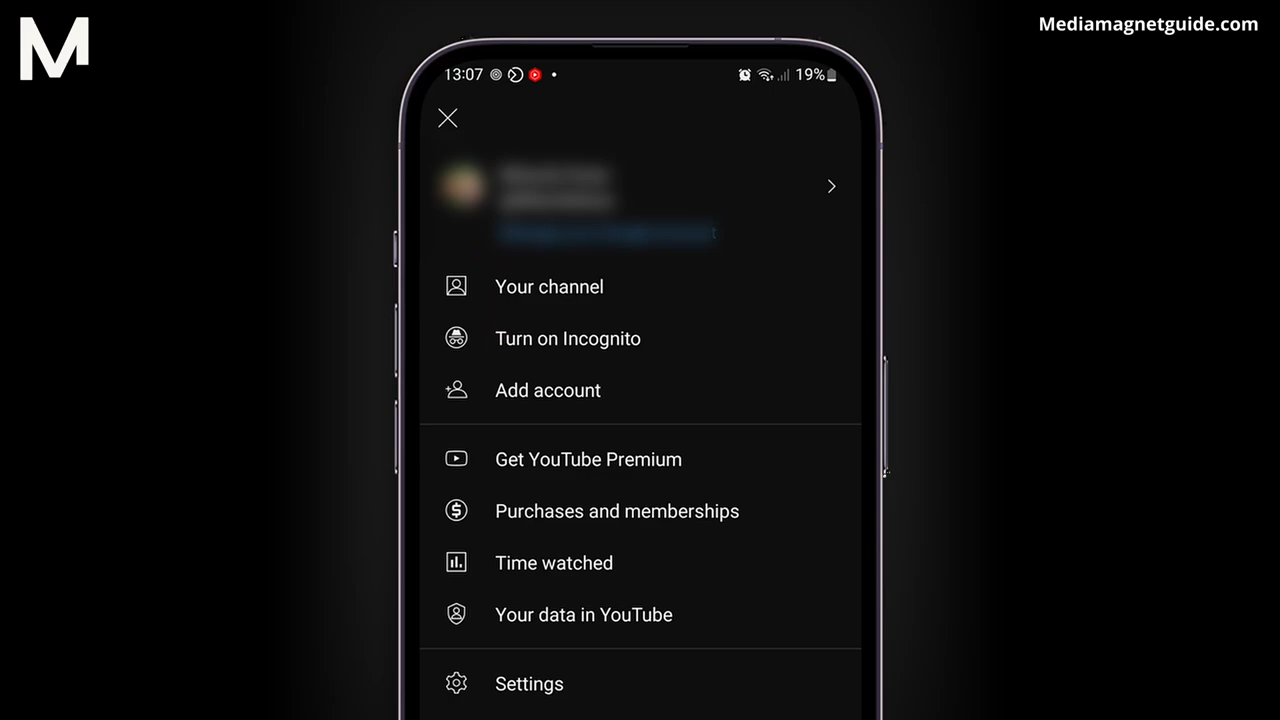 M
Mediamagnetguide.com
13:07
19%
Your channel
Turn on Incognito
Add account
Get YouTube Premium
Purchases and memberships
Time watched
Your data in YouTube
Settings